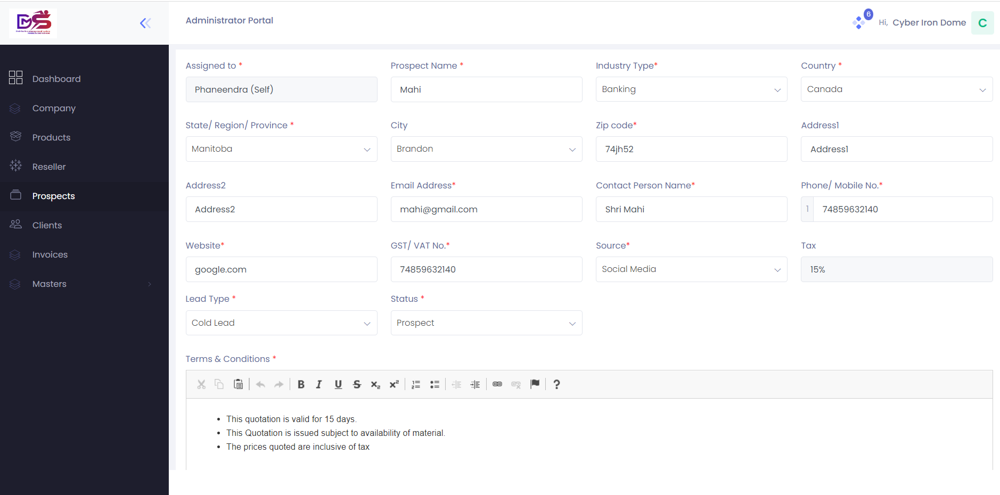 DMS
Administrator Portal
6
Hi, Cyber Iron Dome
C
Dashboard
Company
Products
Reseller
Prospects
Clients
Invoices
Masters
Assigned to *
Prospect Name *
Industry Type*
Country *
Phaneendra (Self)
Mahi
Banking
Canada
State/ Region/ Province *
City
Zip code*
Address1
Manitoba
Brandon
74jh52
Address1
Address2
Email Address*
Contact Person Name*
Phone/ Mobile No.*
Address2
mahi@gmail.com
Shri Mahi
1
74859632140
Website*
GST/ VAT No.*
Source*
Tax
google.com
74859632140
Social Media
15%
Lead Type *
Status *
Cold Lead
Prospect
Terms & Conditions *
• This quotation is valid for 15 days.
• This Quotation is issued subject to availability of material.
• The prices quoted are inclusive of tax